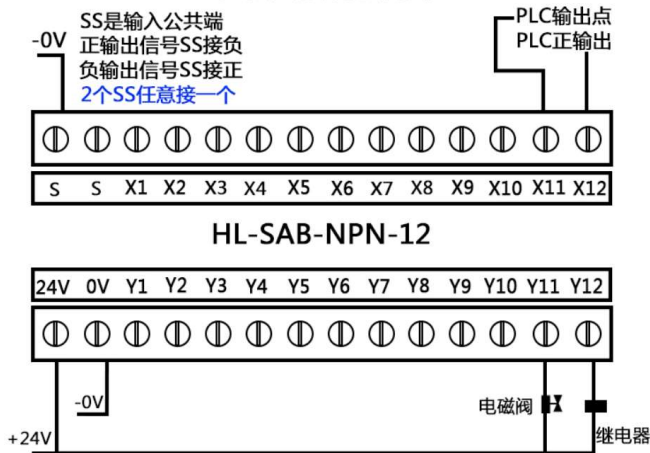 SS是输入公共端
正输出信号SS接负
负输出信号SS接正
2个SS任意接一个
-0V
PLC输出点
PLC正输出
S S X1 X2 X3 X4 X5 X6 X7 X8 X9 X10 X11 X12
HL-SAB-NPN-12
24V 0V Y1 Y2 Y3 Y4 Y5 Y6 Y7 Y8 Y9 Y10 Y11 Y12
-0V
电磁阀
+24V
继电器